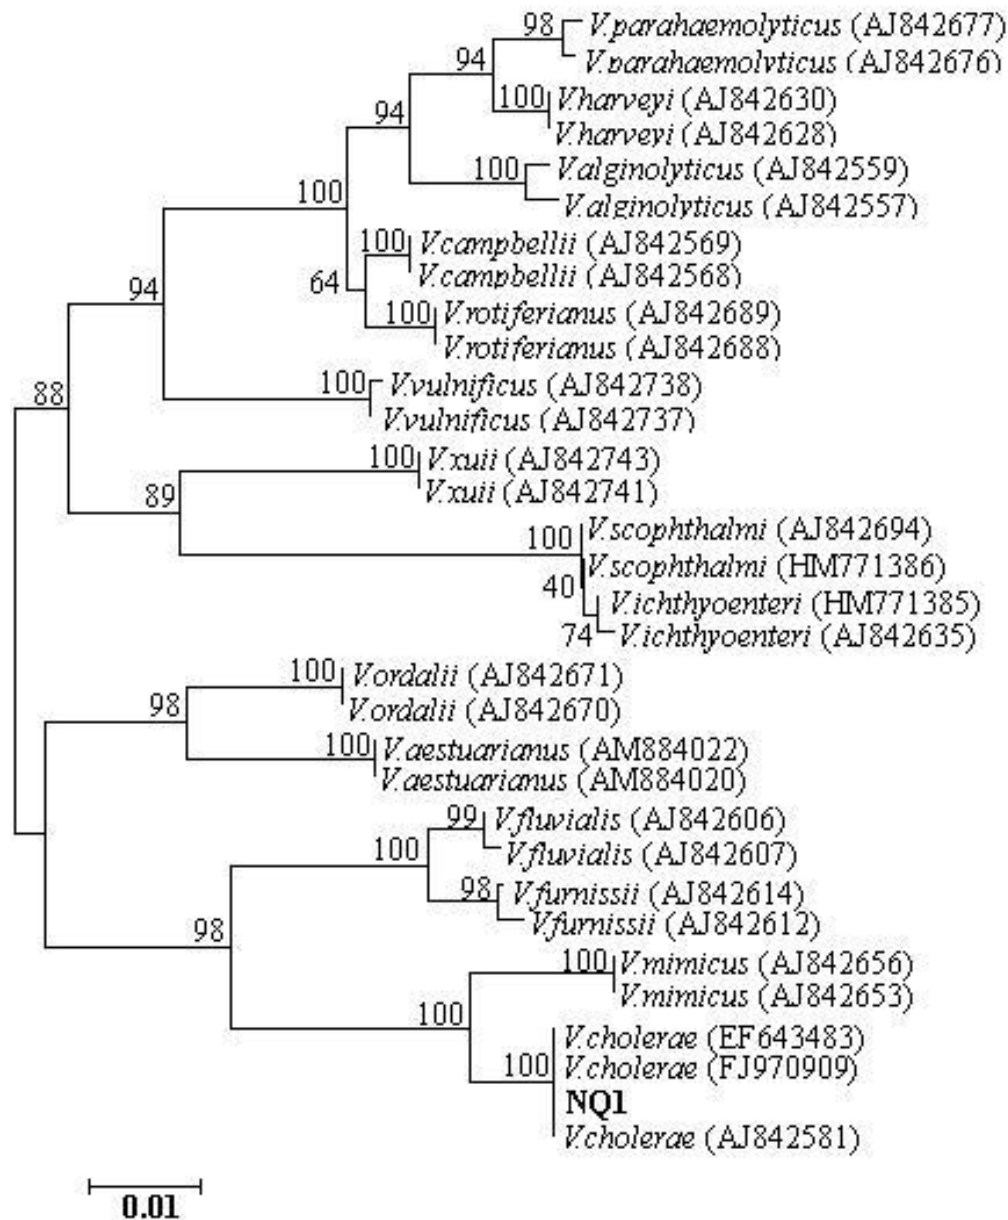 98 V.parahaemolyticus (AJ842677)
V.parahaemolyticus (AJ842676)
94
100 V.harveyi (AJ842630)
V.harveyi (AJ842628)
94
100 V.alginolyticus (AJ842559)
V.alginolyticus (AJ842557)
100
100 V.campbellii (AJ842569)
V.campbellii (AJ842568)
64
100 V.rotiferianus (AJ842689)
V.rotiferianus (AJ842688)
94
100 V.vulnificus (AJ842738)
V.vulnificus (AJ842737)
88
100 V.xuii (AJ842743)
V.xuii (AJ842741)
89
100 V.scophthalmi (AJ842694)
V.scophthalmi (HM771386)
40
V.ichthyoenteri (HM771385)
74 V.ichthyoenteri (AJ842635)
100 V.ordalii (AJ842671)
V.ordalii (AJ842670)
98
100 V.aestuarianus (AM884022)
V.aestuarianus (AM884020)
99 V.fluvialis (AJ842606)
V.fluvialis (AJ842607)
100
98 V.furnissii (AJ842614)
V.furnissii (AJ842612)
98
100 V.mimicus (AJ842656)
V.mimicus (AJ842653)
100
V.cholerae (EF643483)
100 V.cholerae (FJ970909)
NQ1
V.cholerae (AJ842581)
0.01